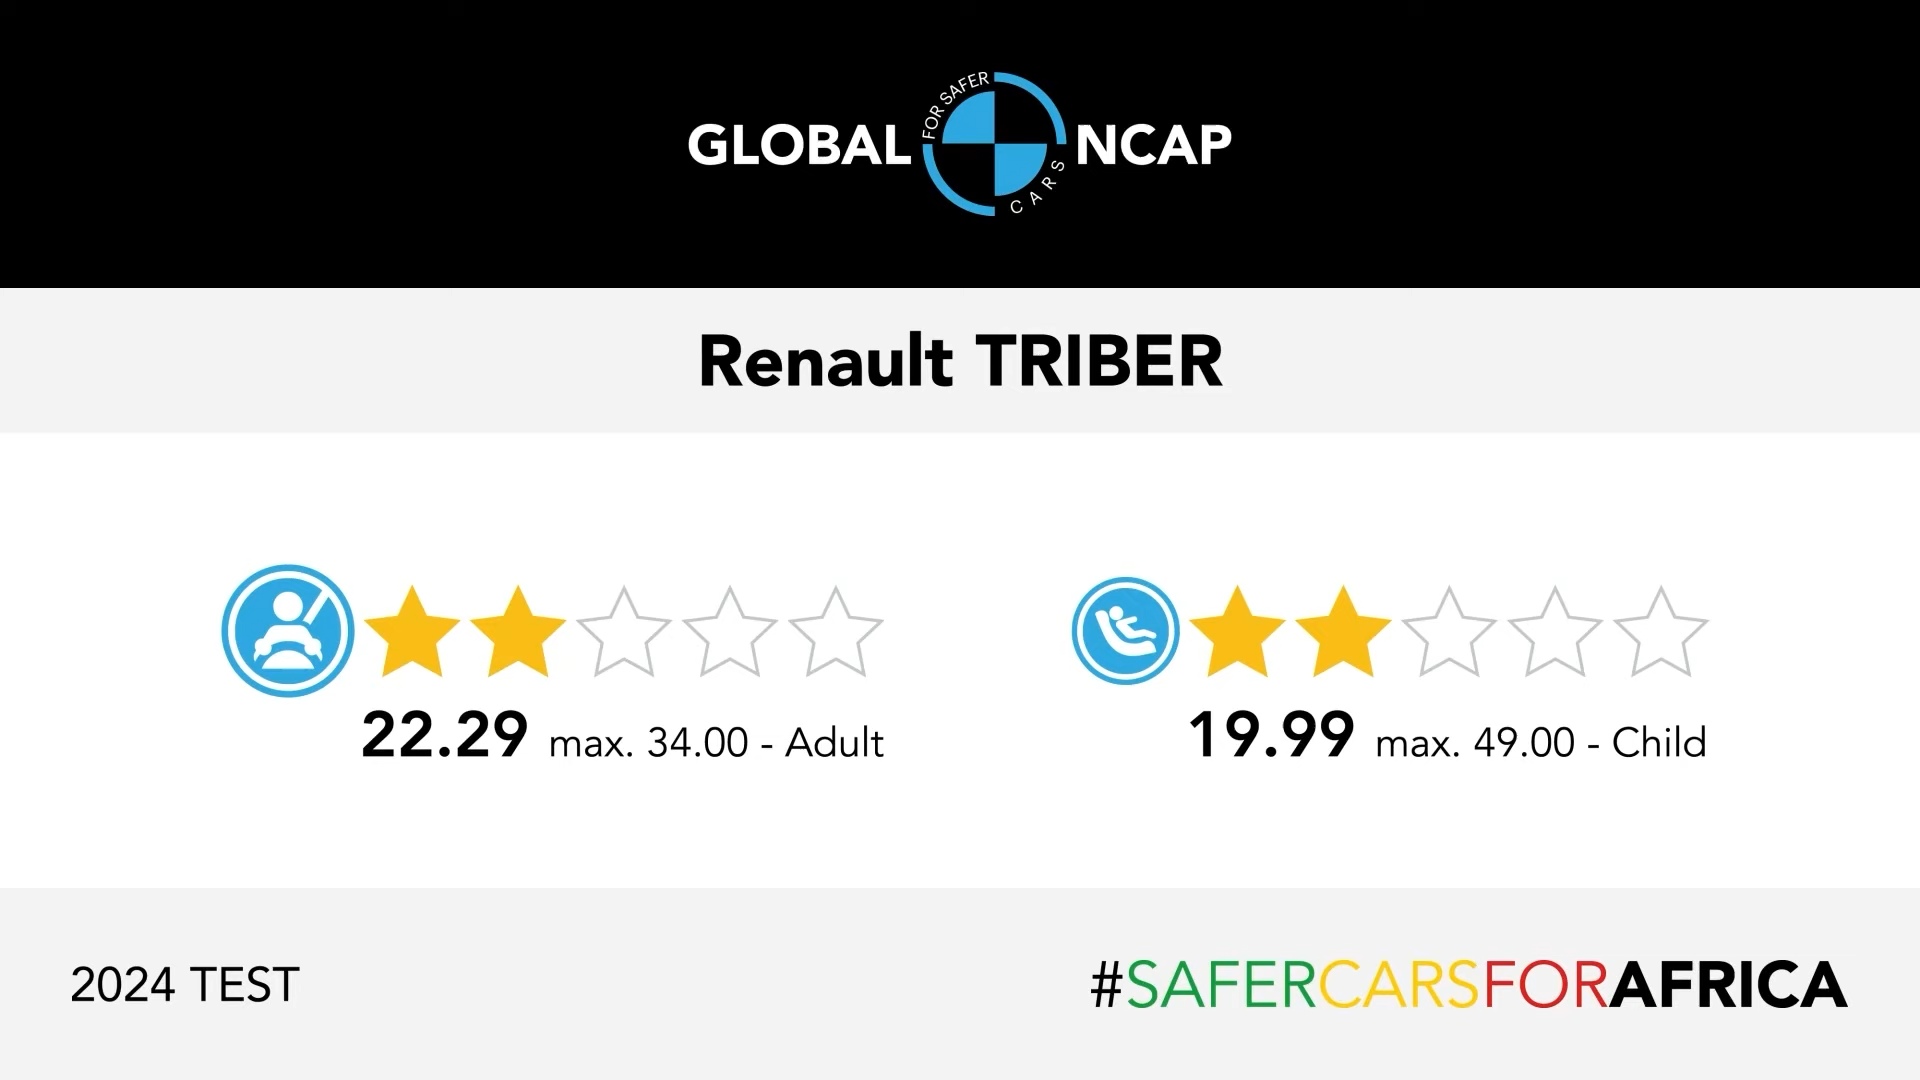 GLOBAL FOR SAFER CARS NCAP
Renault TRIBER
22.29 max. 34.00 - Adult
19.99 max. 49.00 - Child
2024 TEST
#SAFERCARSFORAFRICA